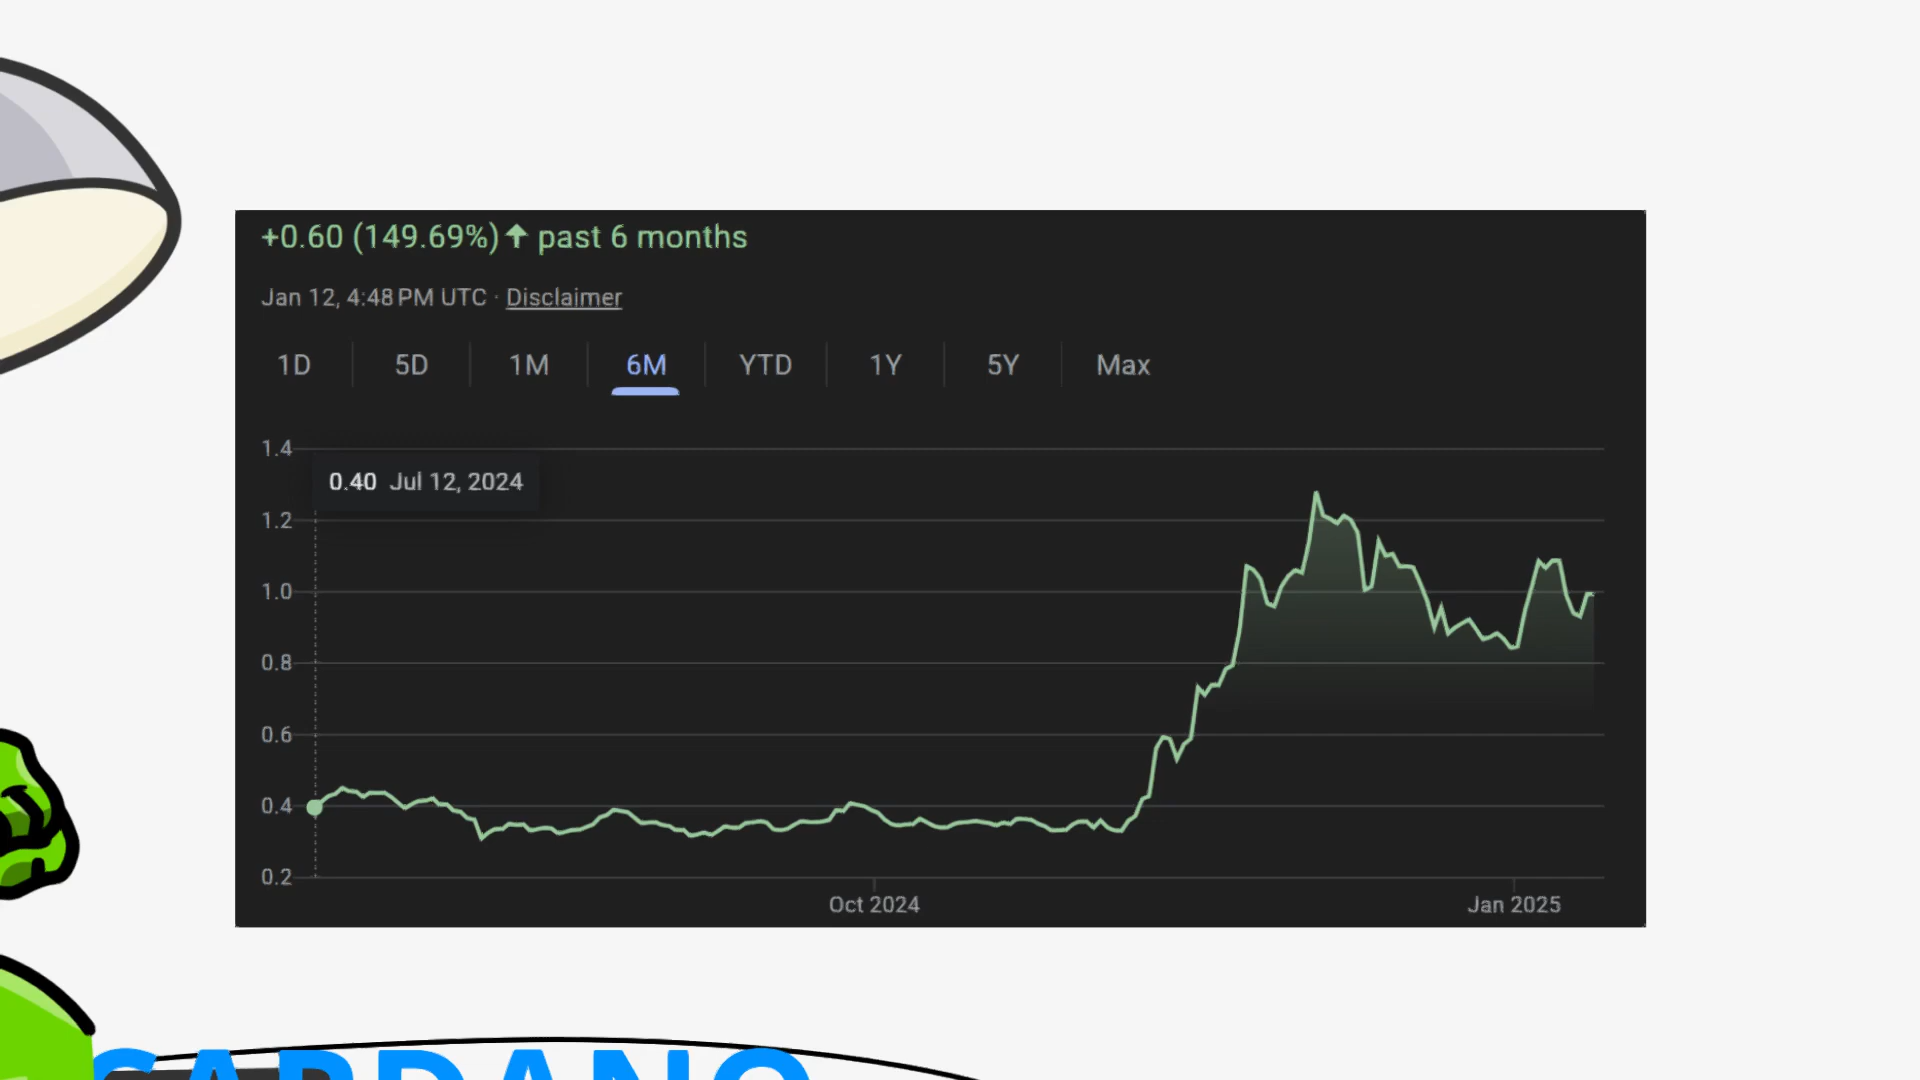 +0.60 (149.69%)↑ past 6 months
Jan 12, 4:48 PM UTC · Disclaimer
1D 5D 1M 6M YTD 1Y 5Y Max
1.4
0.40 Jul 12, 2024
1.2
1.0
0.8
0.6
0.4
0.2
Oct 2024 Jan 2025
CARDANO